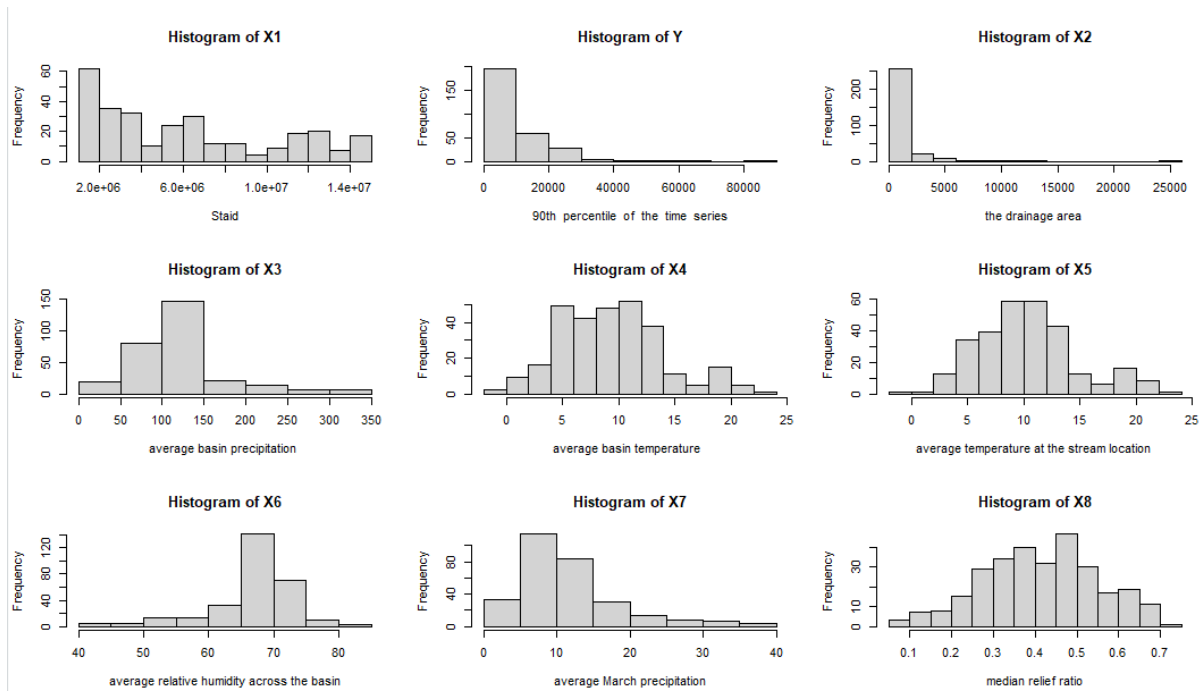 Histogram of X1
Frequency
0 20 40 60
2.0e+06 6.0e+06 1.0e+07 1.4e+07
Staid
Histogram of Y
Frequency
0 50 150
0 20000 40000 60000 80000
90th percentile of the time series
Histogram of X2
Frequency
0 100 200
0 5000 10000 15000 20000 25000
the drainage area
Histogram of X3
Frequency
0 50 100 150
0 50 100 150 200 250 300 350
average basin precipitation
Histogram of X4
Frequency
0 20 40
0 5 10 15 20 25
average basin temperature
Histogram of X5
Frequency
0 20 40 60
0 5 10 15 20 25
average temperature at the stream location
Histogram of X6
Frequency
0 40 80 120
40 50 60 70 80
average relative humidity across the basin
Histogram of X7
Frequency
0 40 80
0 10 20 30 40
average March precipitation
Histogram of X8
Frequency
0 10 30
0.1 0.2 0.3 0.4 0.5 0.6 0.7
median relief ratio